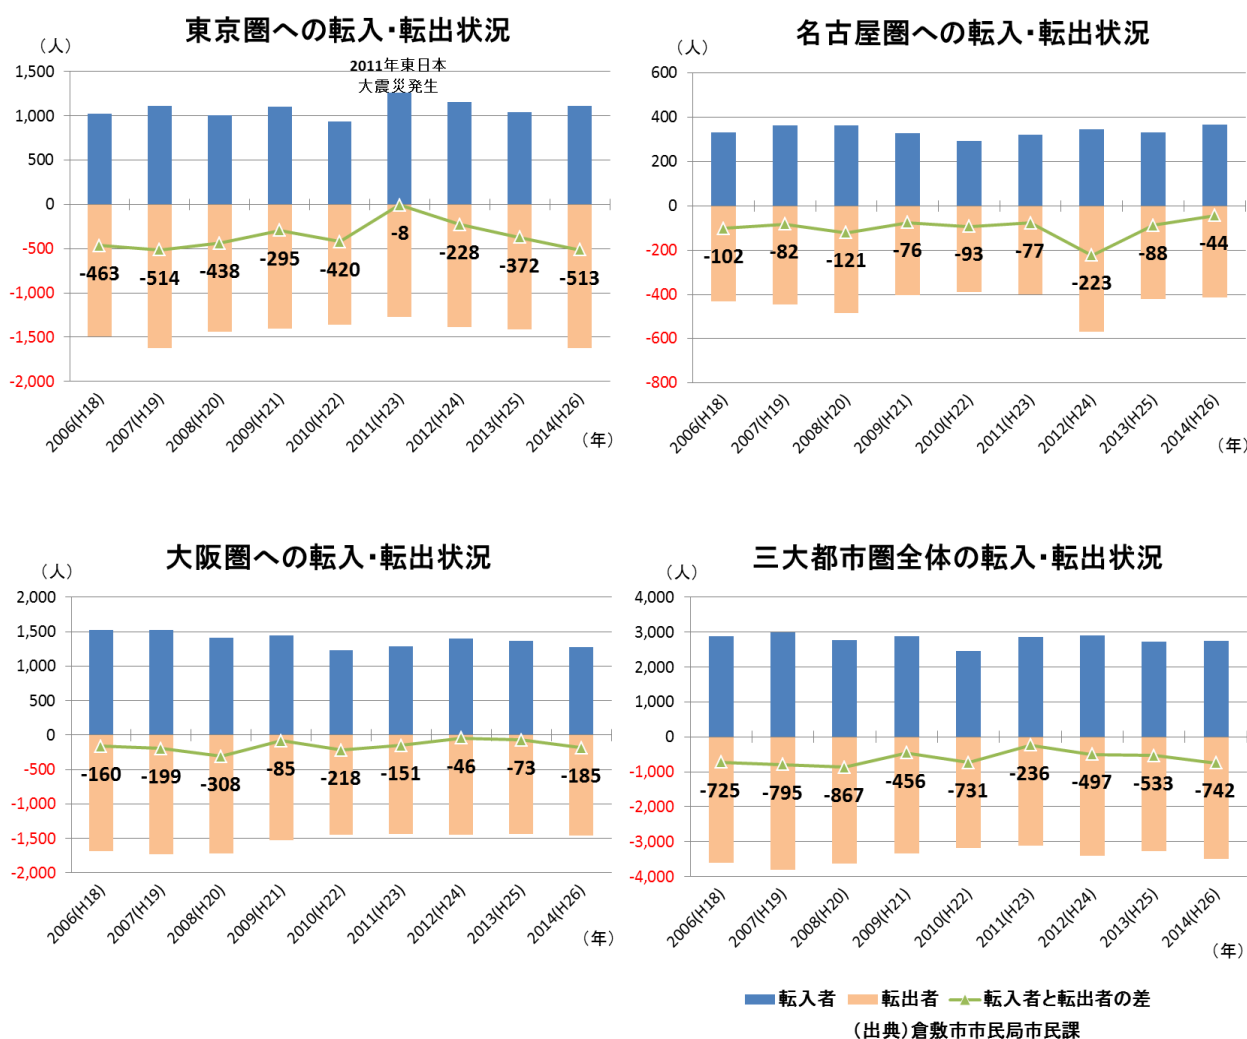 東京圏への転入・転出状況
（人）
2011年東日本
大震災発生
1,500
1,000
500
0
-500
-1,000
-1,500
-2,000
-463
-514
-438
-295
-420
-8
-228
-372
-513
2006(H18)
2007(H19)
2008(H20)
2009(H21)
2010(H22)
2011(H23)
2012(H24)
2013(H25)
2014(H26)
（年）
名古屋圏への転入・転出状況
（人）
600
400
200
0
-200
-400
-600
-800
-102
-82
-121
-76
-93
-77
-223
-88
-44
2006(H18)
2007(H19)
2008(H20)
2009(H21)
2010(H22)
2011(H23)
2012(H24)
2013(H25)
2014(H26)
（年）
大阪圏への転入・転出状況
（人）
2,000
1,500
1,000
500
0
-500
-1,000
-1,500
-2,000
-160
-199
-308
-85
-218
-151
-46
-73
-185
2006(H18)
2007(H19)
2008(H20)
2009(H21)
2010(H22)
2011(H23)
2012(H24)
2013(H25)
2014(H26)
（年）
三大都市圏全体の転入・転出状況
（人）
4,000
3,000
2,000
1,000
0
-1,000
-2,000
-3,000
-4,000
-725
-795
-867
-456
-731
-236
-497
-533
-742
2006(H18)
2007(H19)
2008(H20)
2009(H21)
2010(H22)
2011(H23)
2012(H24)
2013(H25)
2014(H26)
（年）
転入者 転出者 転入者と転出者の差
（出典）倉敷市市民局市民課